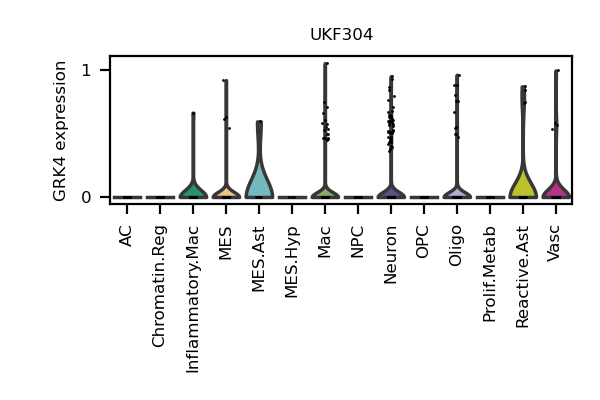 UKF304
GRK4 expression
1
0
AC
Chromatin.Reg
Inflammatory.Mac
MES
MES.Ast
MES.Hyp
Mac
NPC
Neuron
OPC
Oligo
Prolif.Metab
Reactive.Ast
Vasc